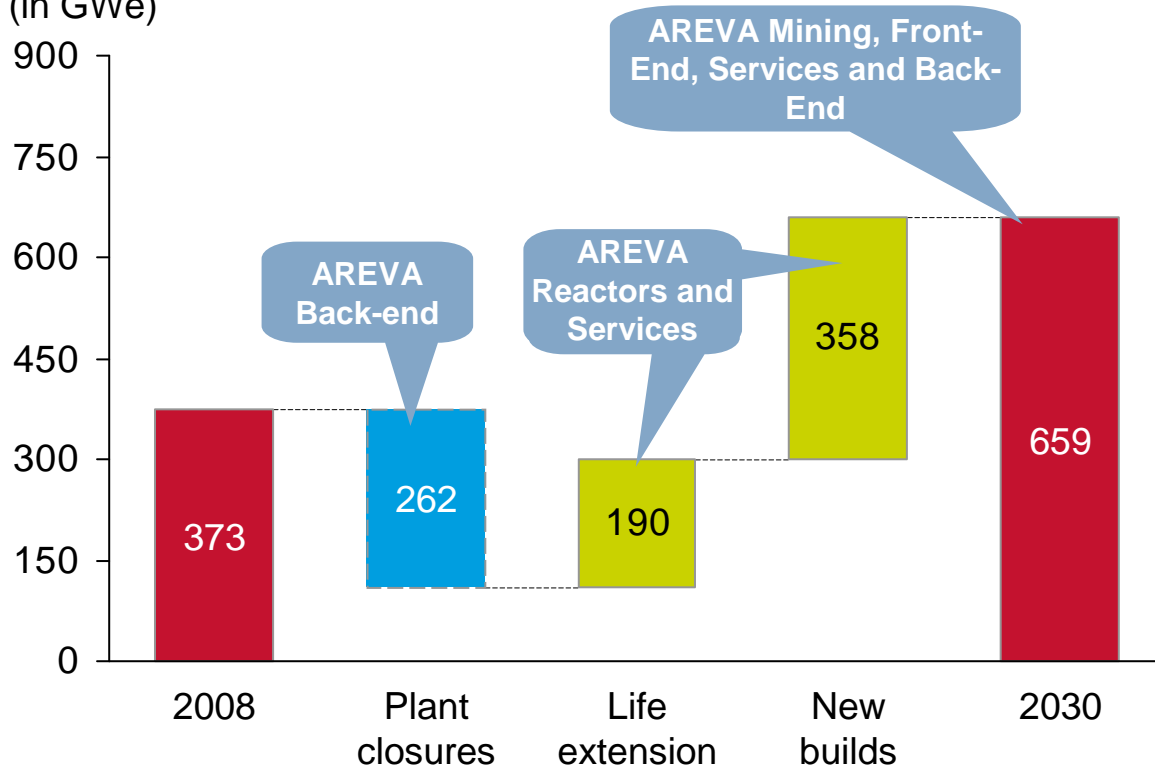 (in GWe)
900
750
600
450
300
150
0
AREVA Mining, Front-
End, Services and Back-
End
AREVA
Back-end
AREVA
Reactors and
Services
373
262
190
358
659
2008
Plant
closures
Life
extension
New
builds
2030